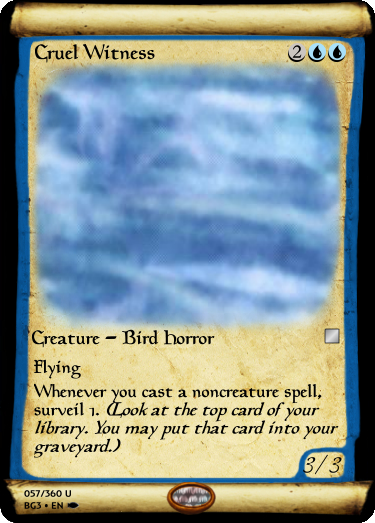 Cruel Witness 2
Creature – Bird Horror
Flying
Whenever you cast a noncreature spell,
surveil 1. (Look at the top card of your
library. You may put that card into your
graveyard.)
3/3
057/360 U
BG3 • EN